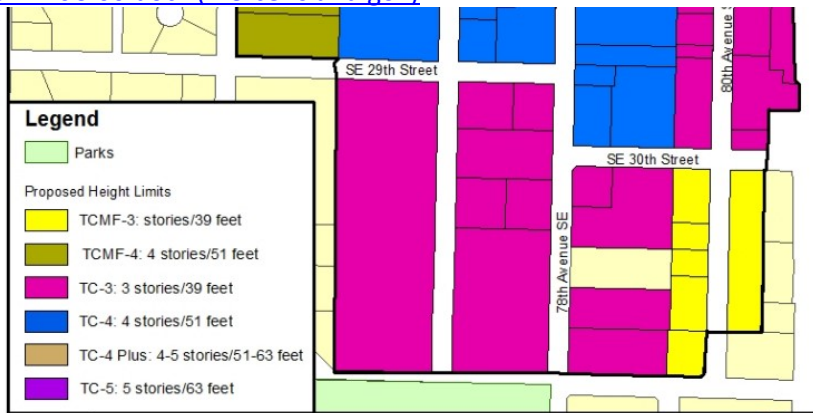 SE 29th Street
80th Avenue S
SE 30th Street
78th Avenue SE
Legend
Parks
Proposed Height Limits
TCMF-3: stories/39 feet
TCMF-4: 4 stories/51 feet
TC-3: 3 stories/39 feet
TC-4: 4 stories/51 feet
TC-4 Plus: 4-5 stories/51-63 feet
TC-5: 5 stories/63 feet